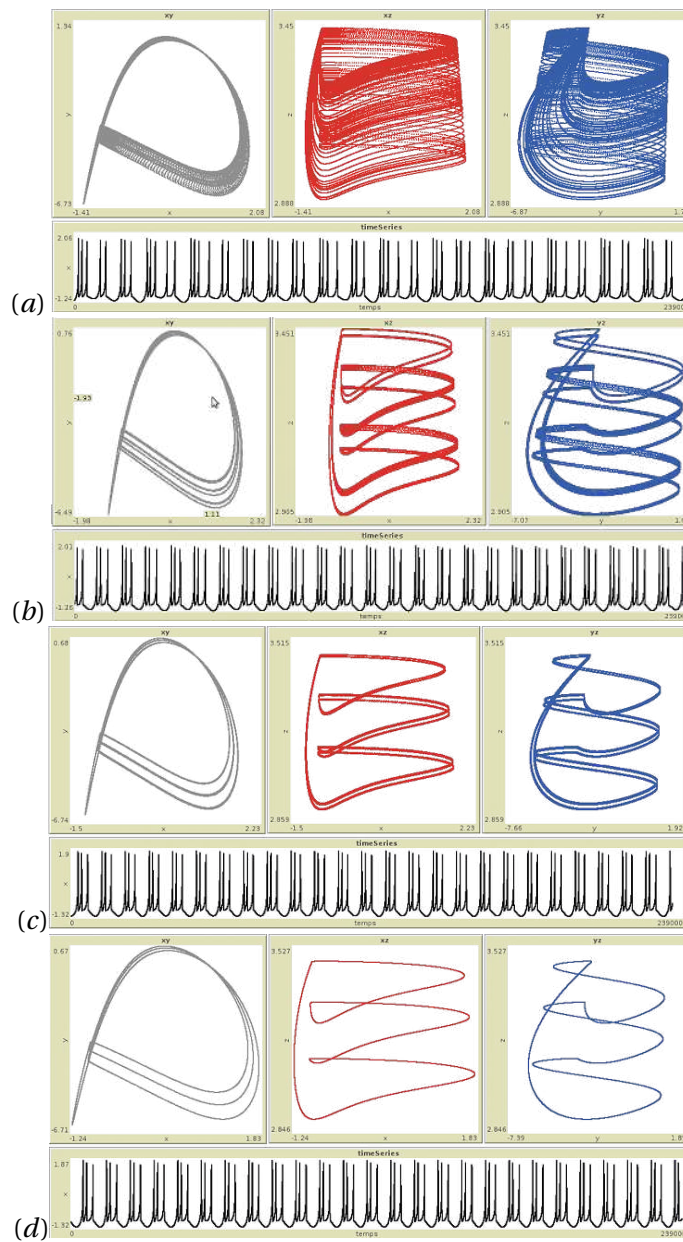 xy xz yz
1.94 3.45
y z z
-6.73 2.888 2.888
-1.41 x 2.08 -1.41 x 2.08 -6.87 y 1.7
timeSeries
2.06
x
-1.24
0 temps 23900
(a)
xy xz yz
0.76 3.451 3.451
-1.93
y z z
1.11
-6.49 2.905 2.905
-1.98 x 2.32 x 2.32 -7.07 y
timeSeries
2.01
x
-1.26
0 temps 23900
(b)
xy xz yz
0.68 3.515 3.515
y z z
-6.74 2.859 2.859
-1.5 x 2.23 -1.5 x 2.23 -7.66 y 1.92
timeSeries
1.9
x
-1.32
0 temps 239000
(c)
xy xz yz
0.67 3.527 3.527
y z z
-6.71 2.846 2.846
-1.24 x 1.83 -1.24 x 1.83 -7.39 y
timeSeries
1.87
x
-1.32
0 temps 239000
(d)